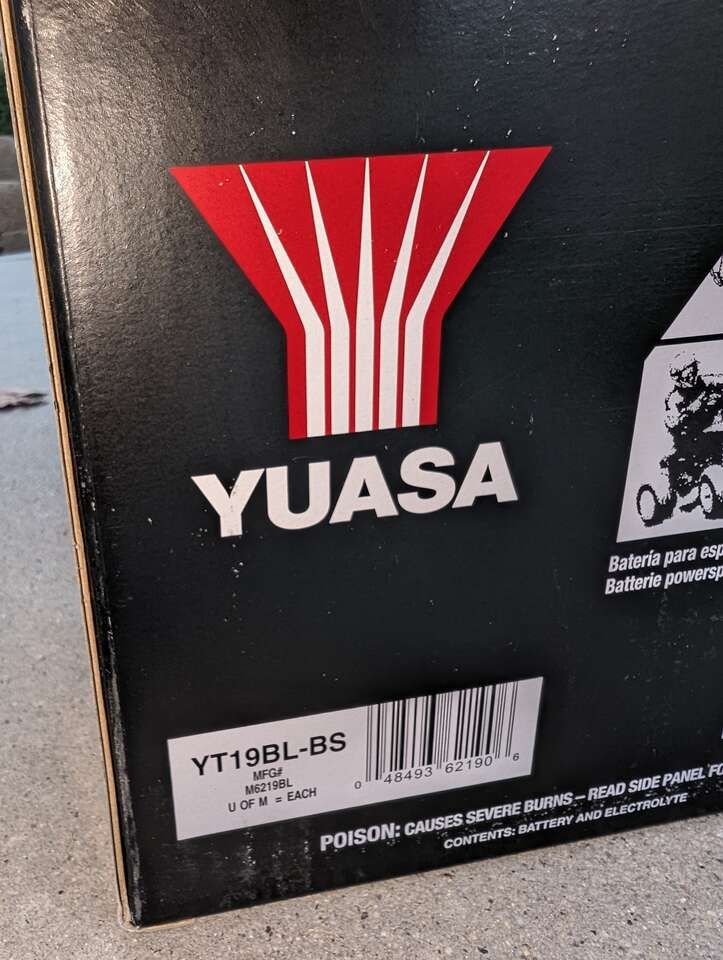 YUASA
Batería para esp
Batterie powersp
YT19BL-BS
MFG#
M6219BL
U OF M = EACH
0 48493 62190 6
POISON: CAUSES SEVERE BURNS – READ SIDE PANEL FO
CONTENTS: BATTERY AND ELECTROLYTE